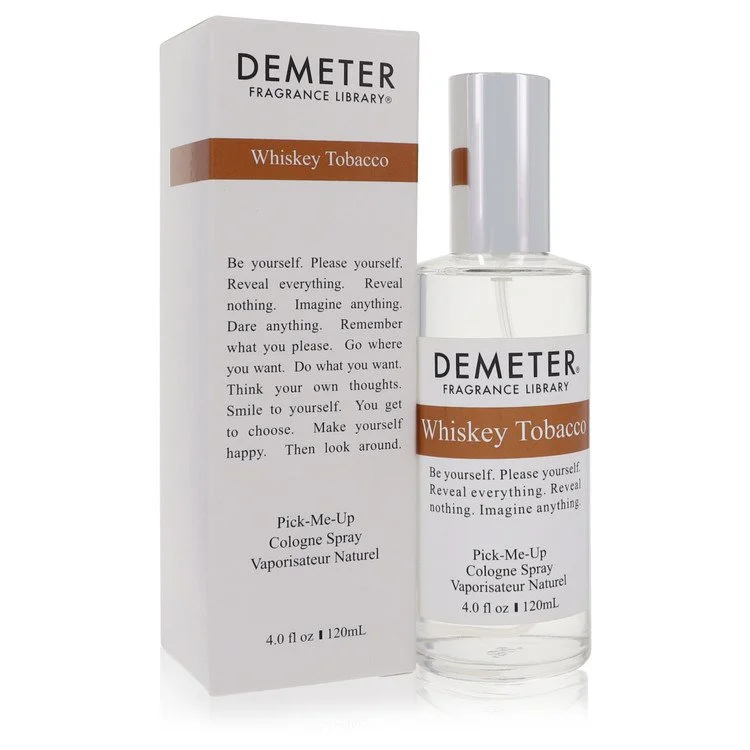 DEMETER
FRAGRANCE LIBRARY®
Whiskey Tobacco
Be yourself. Please yourself.
Reveal everything. Reveal
nothing. Imagine anything.
Dare anything. Remember
what you please. Go where
you want. Do what you want.
Think your own thoughts.
Smile to yourself. You get
to choose. Make yourself
happy. Then look around.
Pick-Me-Up
Cologne Spray
Vaporisateur Naturel
4.0 fl oz 120mL
DEMETER®
FRAGRANCE LIBRARY
Whiskey Tobacco
Be yourself. Please yourself.
Reveal everything. Reveal
nothing. Imagine anything.
Pick-Me-Up
Cologne Spray
Vaporisateur Naturel
4.0 fl oz 120mL